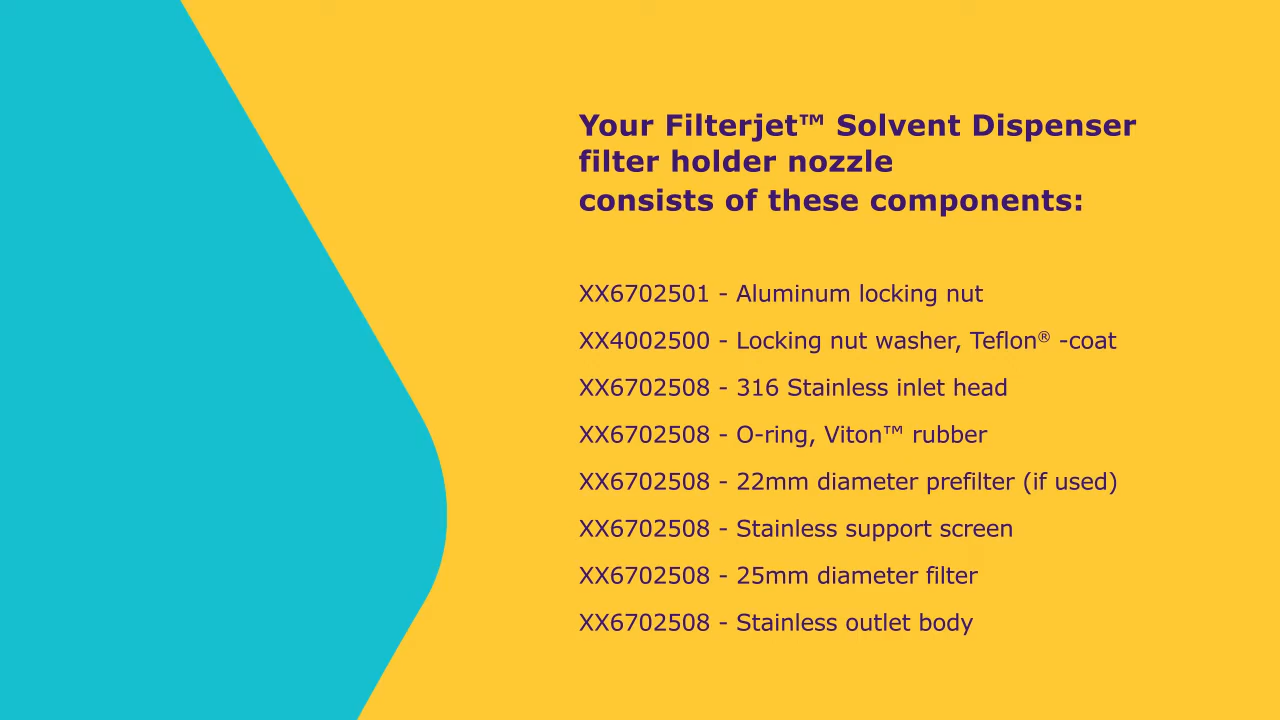 Your Filterjet™ Solvent Dispenser
filter holder nozzle
consists of these components:
XX6702501 - Aluminum locking nut
XX4002500 - Locking nut washer, Teflon® -coat
XX6702508 - 316 Stainless inlet head
XX6702508 - O-ring, Viton™ rubber
XX6702508 - 22mm diameter prefilter (if used)
XX6702508 - Stainless support screen
XX6702508 - 25mm diameter filter
XX6702508 - Stainless outlet body